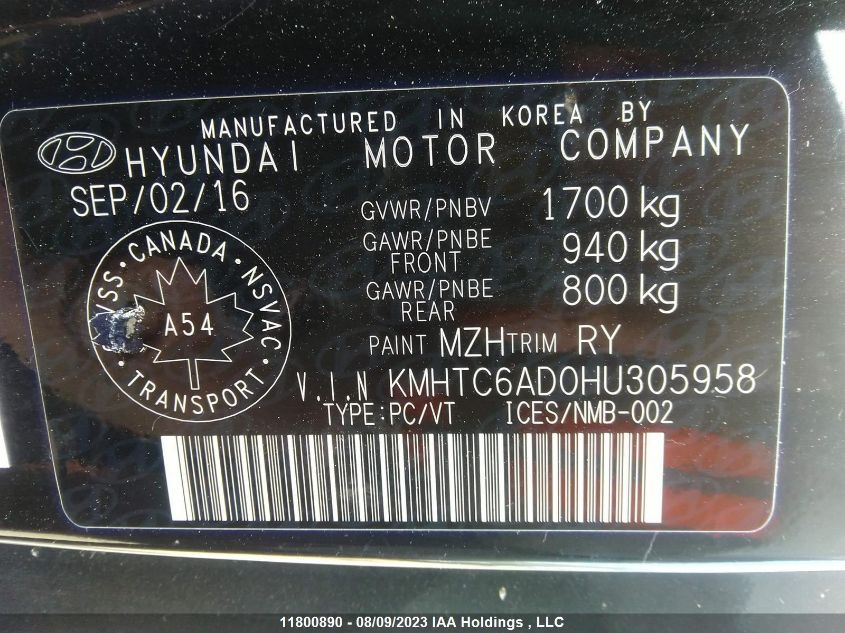 MANUFACTURED IN KOREA BY
HYUNDAI MOTOR COMPANY
SEP/02/16
GVWR/PNBV 1700 kg
GAWR/PNBE FRONT 940 kg
GAWR/PNBE REAR 800 kg
CANADA · NSVAC · TRANSPORT · VSS ·
A54
PAINT MZH TRIM RY
V.I.N KMHTC6AD0HU305958
TYPE:PC/VT ICES/NMB-002
11800890 - 08/09/2023 IAA Holdings , LLC